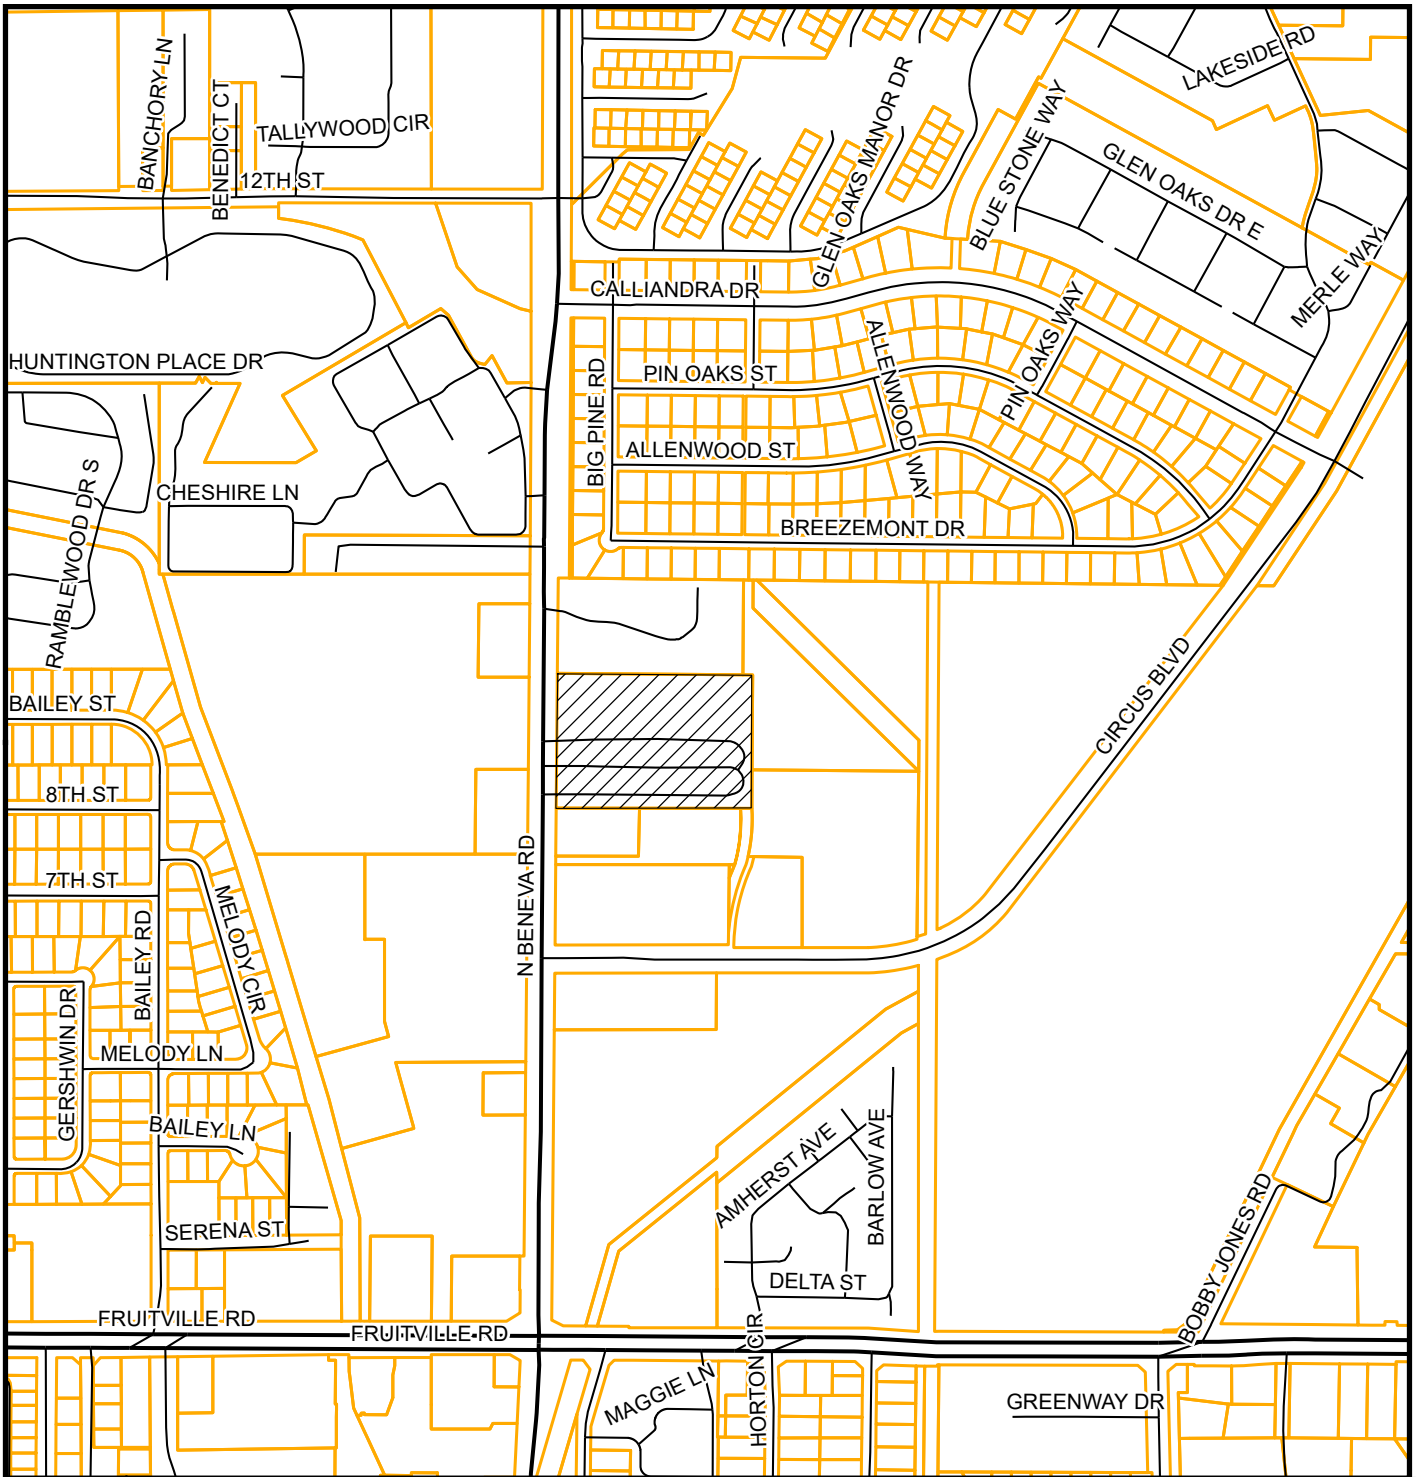 LAKESIDE RD
BANCHORY LN
BENEDICT CT
TALLYWOOD CIR
12TH ST
GLEN OAKS MANOR DR
BLUE STONE WAY
GLEN OAKS DR E
MERLE WAY
CALLIANDRA DR
HUNTINGTON PLACE DR
BIG PINE RD
PIN OAKS ST
ALLENWOOD WAY
PIN OAKS WAY
ALLENWOOD ST
RAMBLEWOOD DR S
CHESHIRE LN
BREEZEMONT DR
CIRCUS BLVD
BAILEY ST
8TH ST
7TH ST
N BENEVA RD
MELODY CIR
BAILEY RD
GERSHWIN DR
MELODY LN
BAILEY LN
AMHERST AVE
BARLOW AVE
SERENA ST
BOBBY JONES RD
DELTA ST
FRUITVILLE RD
FRUITVILLE RD
HORTON CIR
MAGGIE LN
GREENWAY DR